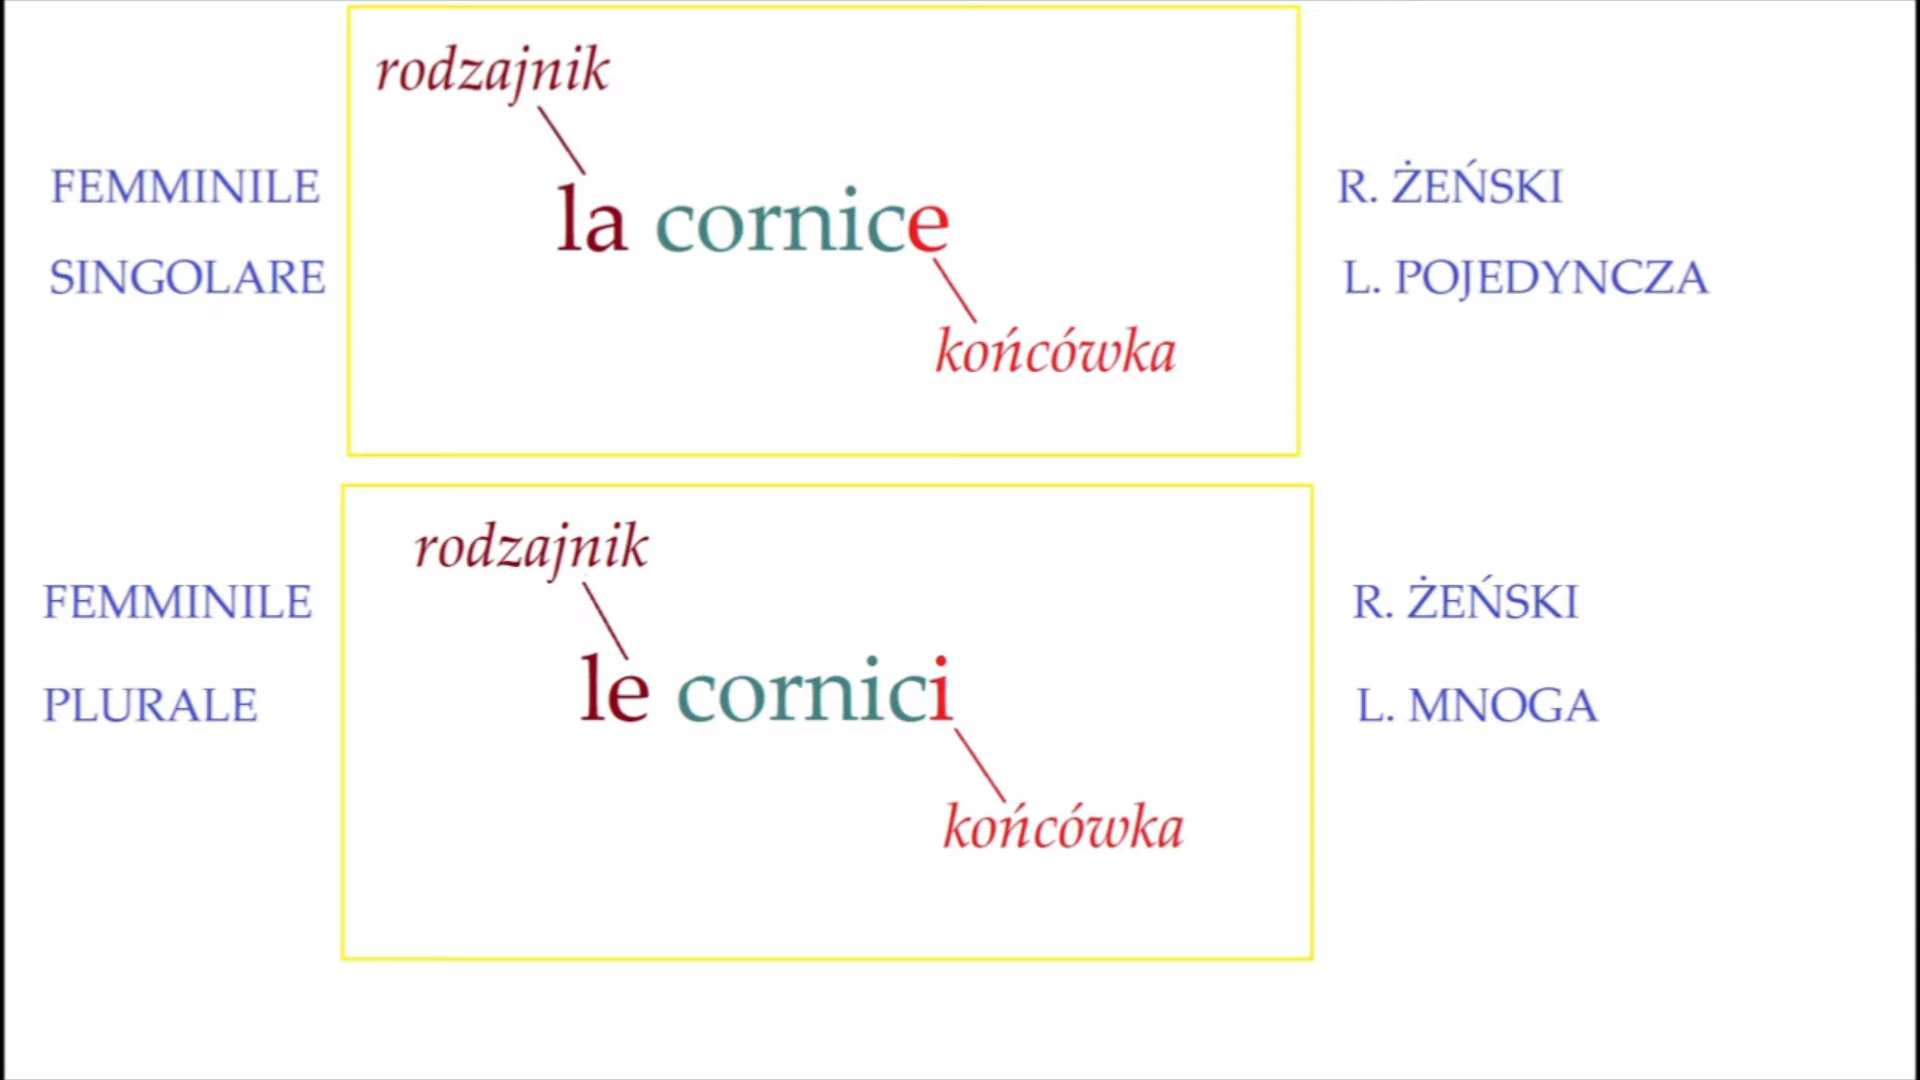 rodzajnik
FEMMINILE
SINGOLARE
la cornice
końcówka
R. ŻEŃSKI
L. POJEDYNCZA
rodzajnik
FEMMINILE
PLURALE
le cornici
końcówka
R. ŻEŃSKI
L. MNOGA